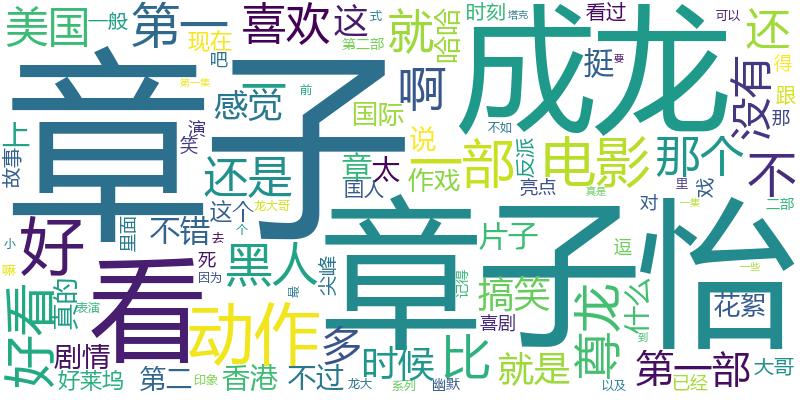 美国
一般
第一
喜欢
这
就
哈哈
时刻
塔克
可以
式
看过
还
现在
第二部
成龙
吧
章子
一
感觉
啊
挺
得
跟
没有
第一集
前
国际
要
那
上
故事
演
笑
说
一部
不如
反派
电影
那个
不
还是
章
太
作戏
亮点
真是
里
戏
一集
二部
国人
章子怡
对
好
里面
不错
这个
龙大哥
个
去
小
嘛
黑人
死
因为
尖峰
片子
逗
记得
一些
好看
真的
表演
看
动作
最
多
搞笑
喜剧
尊龙
什么
到
花絮
剧情
时候
比
好莱坞
第二
印象
香港
不过
龙大
系列
幽默
就是
以及
第一部
已经
大哥